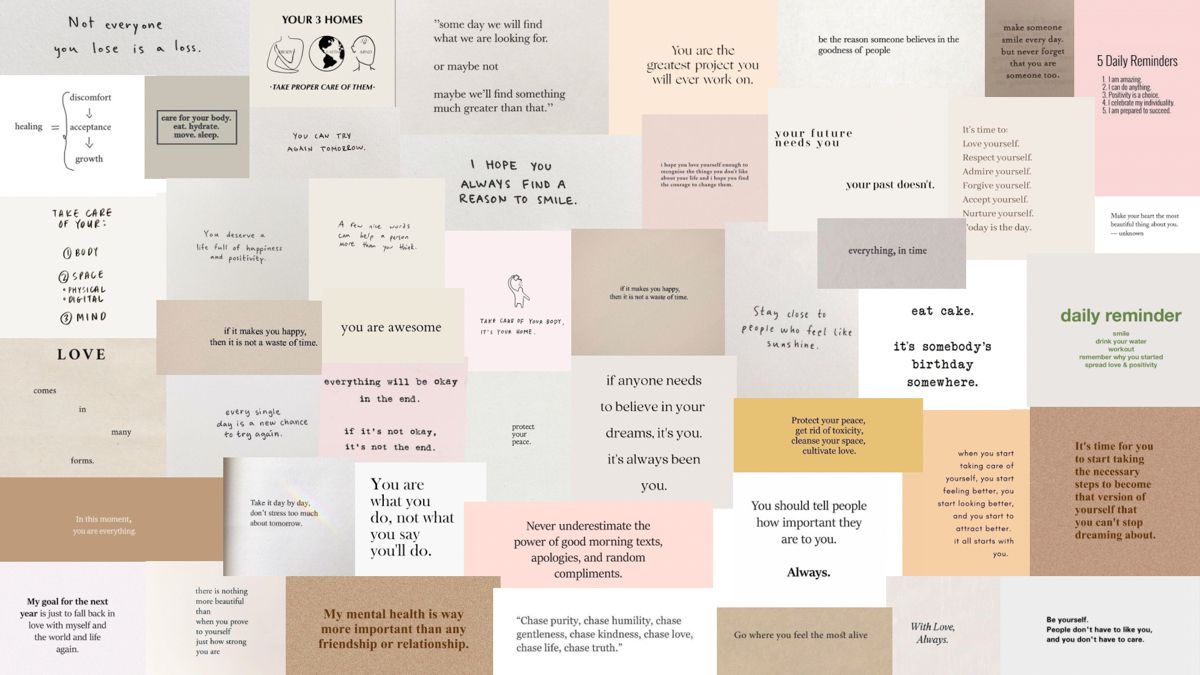 Not everyone
you lose is a loss.
YOUR 3 HOMES
BODY
EARTH
MIND
•TAKE PROPER CARE OF THEM•
"some day we will find
what we are looking for.
or maybe not
maybe we'll find something
much greater than that."
You are the
greatest project you
will ever work on.
be the reason someone believes in the
goodness of people
make someone
smile every day.
but never forget
that you are
someone too.
5 Daily Reminders
1. I am amazing.
2. I can do anything.
3. Positivity is a choice.
4. I celebrate my individuality.
5. I am prepared to succeed.
healing =
discomfort
↓
acceptance
↓
growth
care for your body.
eat. hydrate.
move. sleep.
YOU CAN TRY
AGAIN TOMORROW.
I HOPE YOU
ALWAYS FIND A
REASON TO SMILE.
i hope you love yourself enough to
recognise the things you don't like
about your life and i hope you find
the courage to change them.
your future
needs you
your past doesn't.
It's time to:
Love yourself.
Respect yourself.
Admire yourself.
Forgive yourself.
Accept yourself.
Nurture yourself.
Today is the day.
Make your heart the most
beautiful thing about you.
— unknown
TAKE CARE
OF YOUR:
① BODY
② SPACE
• PHYSICAL
• DIGITAL
③ MIND
You deserve a
life full of happiness
and positivity.
A few nice words
can help a person
more than you think.
TAKE CARE OF YOUR BODY,
IT'S YOUR HOME.
if it makes you happy,
then it is not a waste of time.
everything, in time
Stay close to
people who feel like
sunshine.
eat cake.
it's somebody's
birthday
somewhere.
daily reminder
smile
drink your water
workout
remember why you started
spread love & positivity
if it makes you happy,
then it is not a waste of time.
you are awesome
LOVE
comes
in
many
forms.
every single
day is a new chance
to try again.
everything will be okay
in the end.
if it's not okay,
it's not the end.
protect
your
peace.
if anyone needs
to believe in your
dreams, it's you.
it's always been
you.
Protect your peace,
get rid of toxicity,
cleanse your space,
cultivate love.
when you start
taking care of
yourself, you start
feeling better, you
start looking better,
and you start to
attract better.
it all starts with
you.
It's time for you
to start taking
the necessary
steps to become
that version of
yourself that
you can't stop
dreaming about.
In this moment,
you are everything.
Take it day by day,
don't stress too much
about tomorrow.
You are
what you
do, not what
you say
you'll do.
Never underestimate the
power of good morning texts,
apologies, and random
compliments.
You should tell people
how important they
are to you.
Always.
My goal for the next
year is just to fall back in
love with myself and
the world and life
again.
there is nothing
more beautiful
than
when you prove
to yourself
just how strong
you are
My mental health is way
more important than any
friendship or relationship.
"Chase purity, chase humility, chase
gentleness, chase kindness, chase love,
chase life, chase truth."
Go where you feel the most alive
With Love,
Always.
Be yourself.
People don't have to like you,
and you don't have to care.